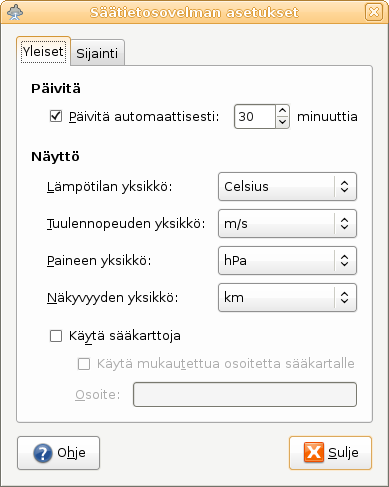 Säätietosovelman asetukset
Yleiset Sijainti
Päivitä
Päivitä automaattisesti: 30 minuuttia
Näyttö
Lämpötilan yksikkö: Celsius
Tuulennopeuden yksikkö: m/s
Paineen yksikkö: hPa
Näkyvyyden yksikkö: km
Käytä sääkarttoja
Käytä mukautettua osoitetta sääkartalle
Osoite:
Ohje Sulje